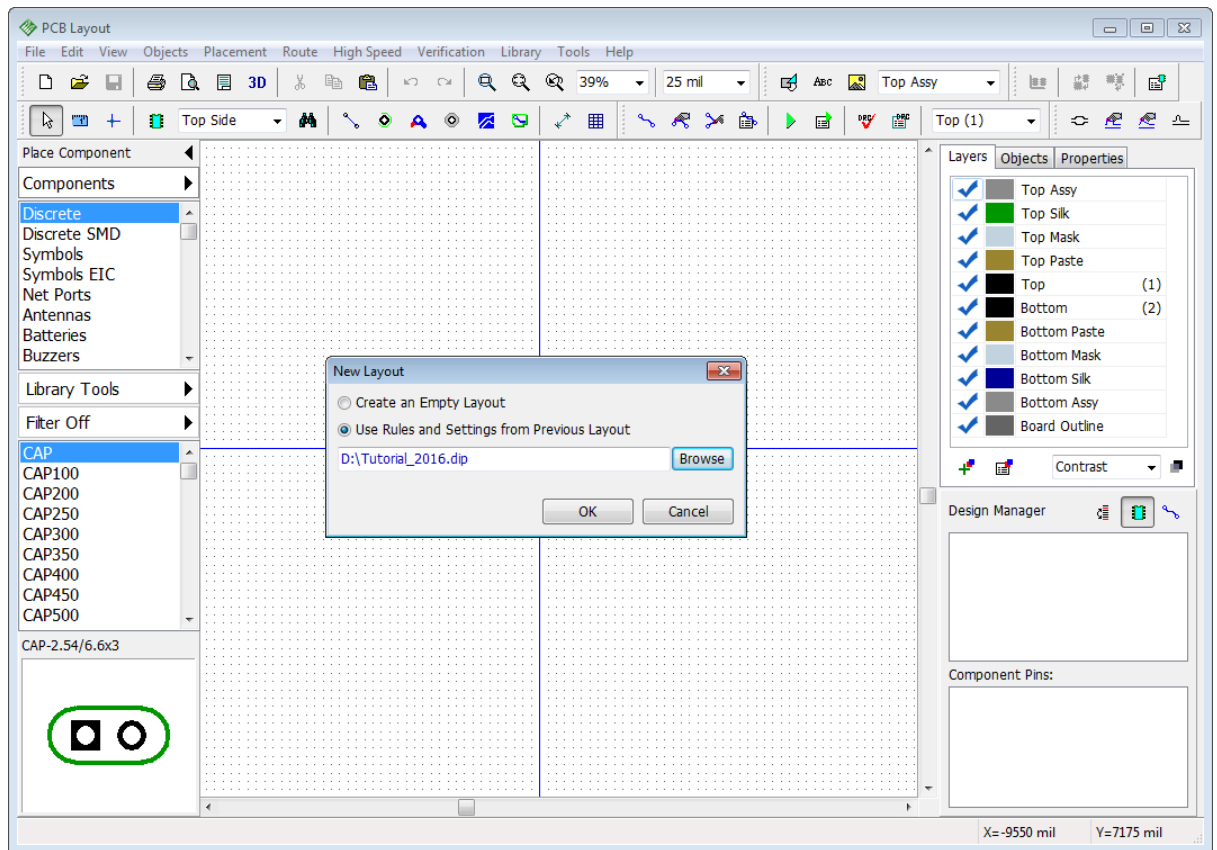 PCB Layout
File Edit View Objects Placement Route High Speed Verification Library Tools Help
3D 39% 25 mil ABC Top Assy
Top Side DRC DRC Top (1)
Place Component
Components
Discrete
Discrete SMD
Symbols
Symbols EIC
Net Ports
Antennas
Batteries
Buzzers
Library Tools
Filter Off
CAP
CAP100
CAP200
CAP250
CAP300
CAP350
CAP400
CAP450
CAP500
CAP-2.54/6.6x3
New Layout
Create an Empty Layout
Use Rules and Settings from Previous Layout
D:\Tutorial_2016.dip Browse
OK Cancel
Layers Objects Properties
Top Assy
Top Silk
Top Mask
Top Paste
Top (1)
Bottom (2)
Bottom Paste
Bottom Mask
Bottom Silk
Bottom Assy
Board Outline
Contrast
Design Manager
Component Pins:
X=-9550 mil Y=7175 mil